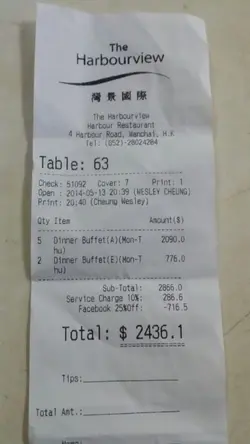 The
Harbourview
灣景國際
The Harbourview
Harbour Restaurant
4 Harbour Road, Wanchai, H.K
Tel: (852)-28024284
Table: 63
Check: 51092 Cover: 7 Print: 1
Open : 2014-05-13 20:39 (WESLEY CHEUNG)
Print: 20:40 (Cheung Wesley)
Qty Item Amount($)
5 Dinner Buffet(A)(Mon-T 2090.0
hu)
2 Dinner Buffet(E)(Mon-T 776.0
hu)
Sub-Total: 2866.0
Service Charge 10%: 286.6
Facebook 25%Off: -716.5
Total: $ 2436.1
Tips:
Total Amt.: